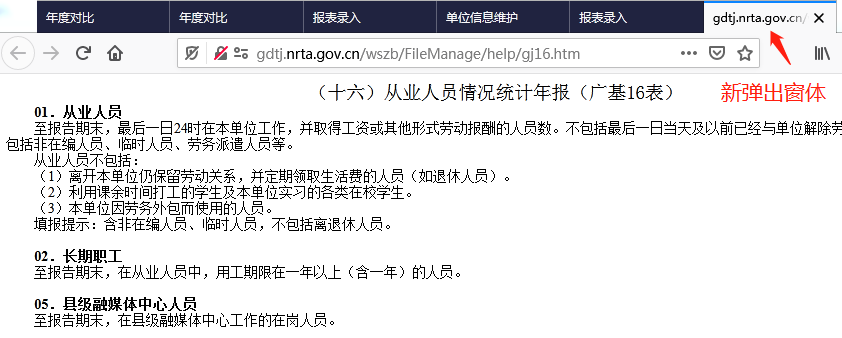 年度对比
年度对比
报表录入
单位信息维护
报表录入
gdtj.nrta.gov.cn/
gdtj.nrta.gov.cn/wszb/FileManage/help/gj16.htm
（十六）从业人员情况统计年报（广基16表）
新弹出窗体
01．从业人员
至报告期末，最后一日24时在本单位工作，并取得工资或其他形式劳动报酬的人员数。不包括最后一日当天及以前已经与单位解除劳
包括非在编人员、临时人员、劳务派遣人员等。
从业人员不包括：
（1）离开本单位仍保留劳动关系，并定期领取生活费的人员（如退休人员）。
（2）利用课余时间打工的学生及本单位实习的各类在校学生。
（3）本单位因劳务外包而使用的人员。
填报提示：含非在编人员、临时人员，不包括离退休人员。
02．长期职工
至报告期末，在从业人员中，用工期限在一年以上（含一年）的人员。
05．县级融媒体中心人员
至报告期末，在县级融媒体中心工作的在岗人员。